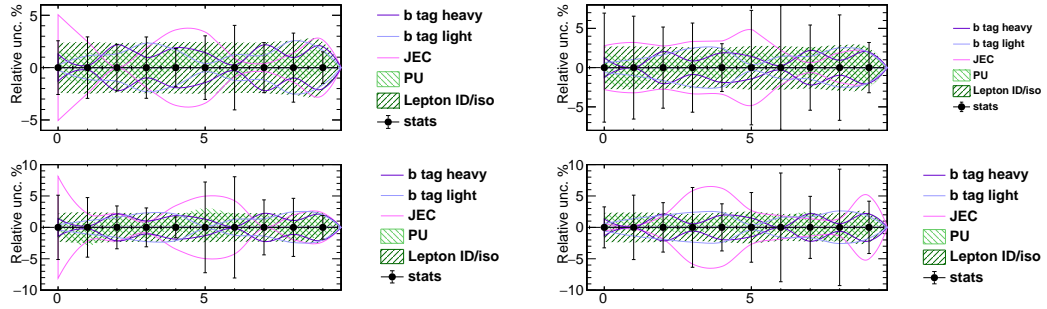 Relative unc. %
5
0
−5
0
5
b tag heavy
b tag light
JEC
PU
Lepton ID/iso
stats
Relative unc. %
5
0
−5
0
5
b tag heavy
b tag light
JEC
PU
Lepton ID/iso
stats
Relative unc. %
10
5
0
−5
−10
0
5
b tag heavy
b tag light
JEC
PU
Lepton ID/iso
stats
Relative unc. %
10
5
0
−5
−10
0
5
b tag heavy
b tag light
JEC
PU
Lepton ID/iso
stats